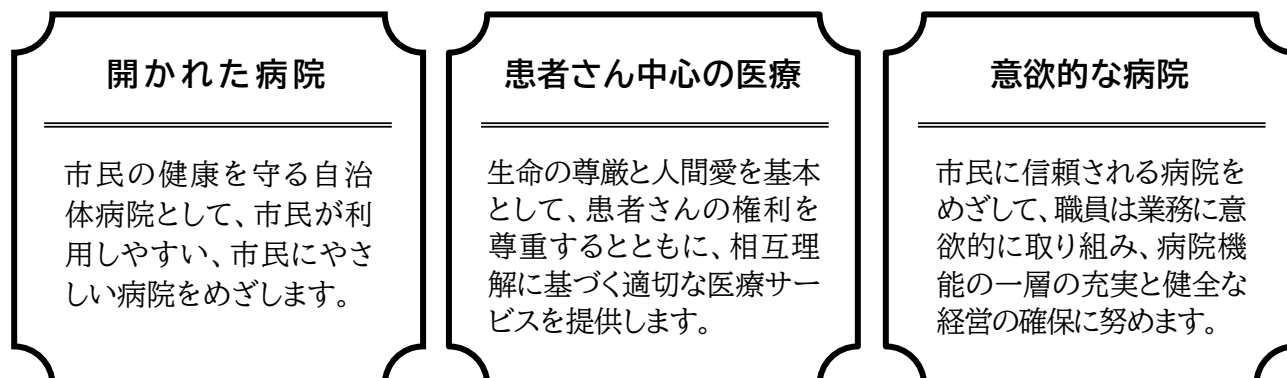 開かれた病院
市民の健康を守る自治
体病院として、市民が利
用しやすい、市民にやさ
しい病院をめざします。
患者さん中心の医療
生命の尊厳と人間愛を基本
として、患者さんの権利を
尊重するとともに、相互理
解に基づく適切な医療サー
ビスを提供します。
意欲的な病院
市民に信頼される病院を
めざして、職員は業務に意
欲的に取り組み、病院機
能の一層の充実と健全な
経営の確保に努めます。